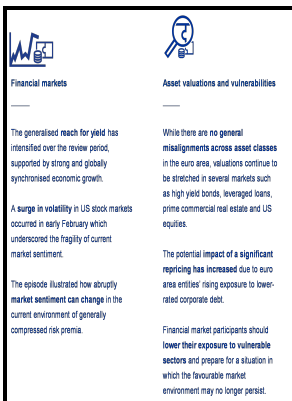 Financial markets
The generalised reach for yield has
intensified over the review period,
supported by strong and globally
synchronised economic growth.
A surge in volatility in US stock markets
occurred in early February which
underscored the fragility of current
market sentiment.
The episode illustrated how abruptly
market sentiment can change in the
current environment of generally
compressed risk premia.
Asset valuations and vulnerabilities
While there are no general
misalignments across asset classes
in the euro area, valuations continue to
be stretched in several markets such
as high yield bonds, leveraged loans,
prime commercial real estate and US
equities.
The potential impact of a significant
repricing has increased due to euro
area entities' rising exposure to lower-
rated corporate debt.
Financial market participants should
lower their exposure to vulnerable
sectors and prepare for a situation in
which the favourable market
environment may no longer persist.